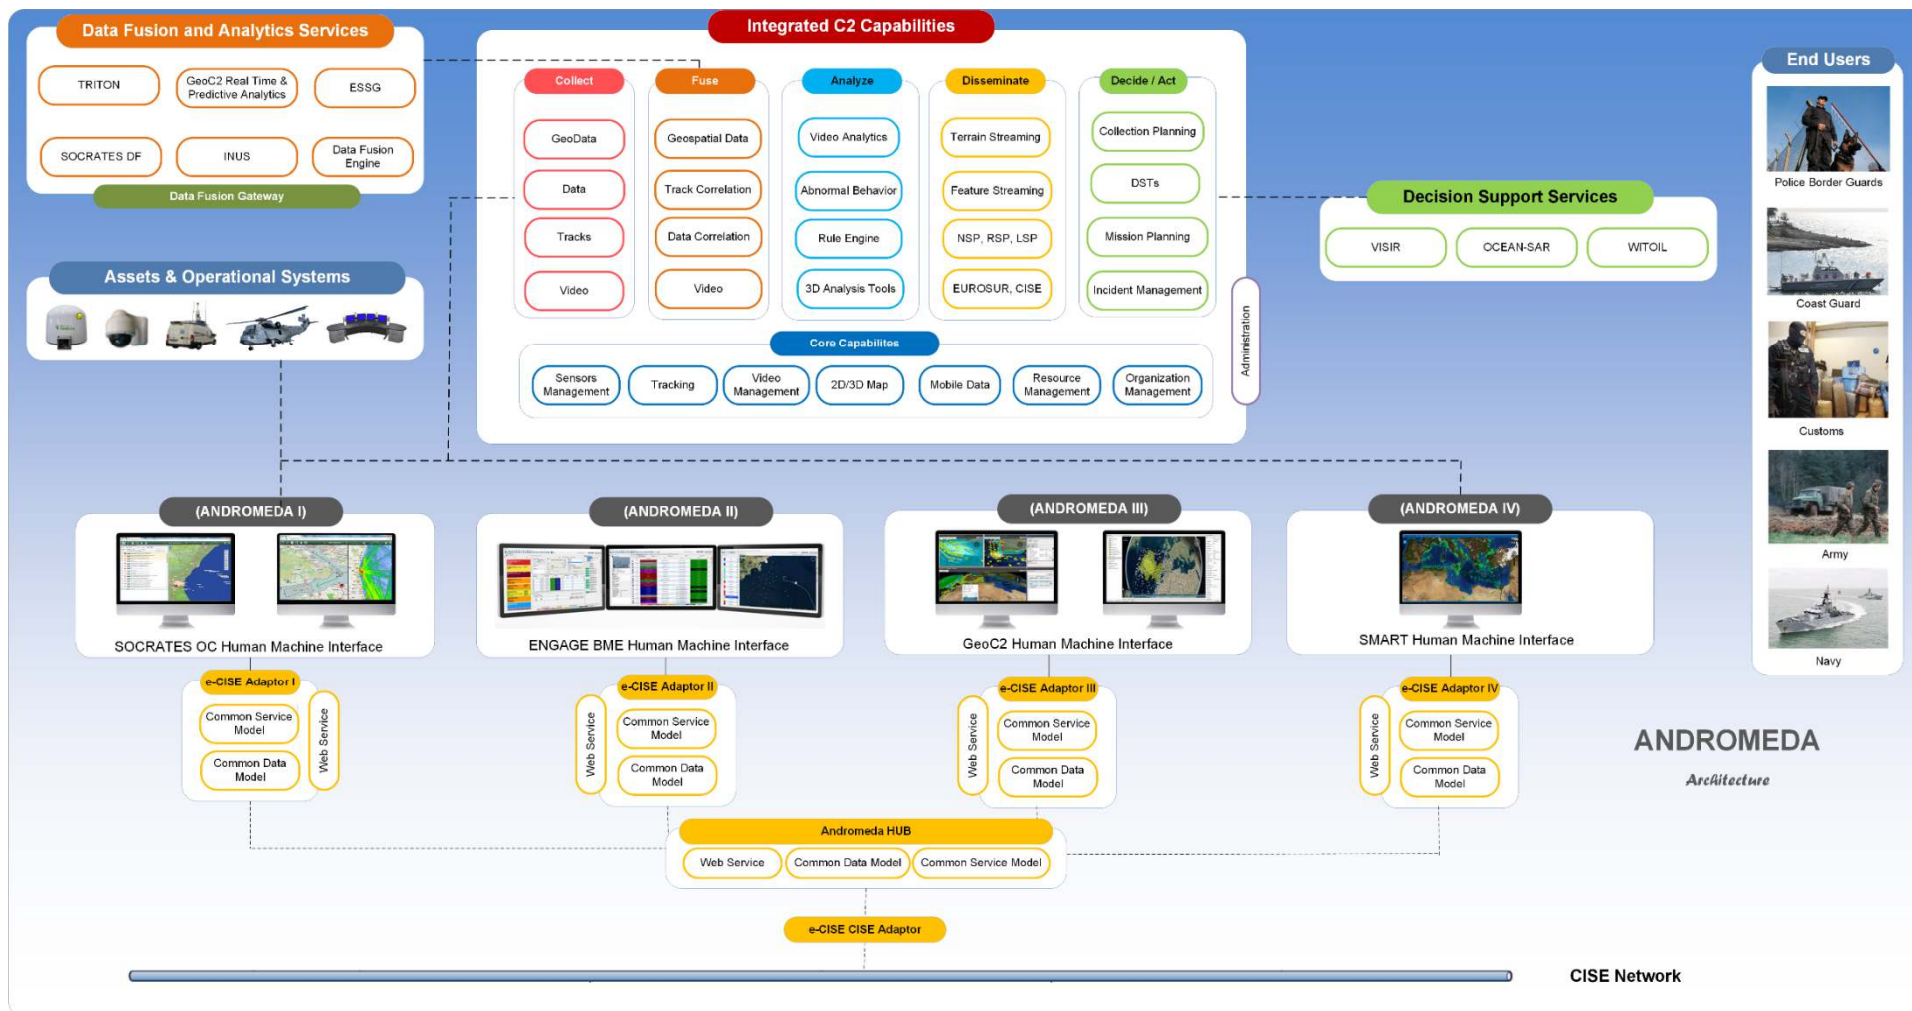 Data Fusion and Analytics Services
TRITON
GeoC2 Real Time &
Predictive Analytics
ESSG
SOCRATES DF
INUS
Data Fusion
Engine
Data Fusion Gateway
Assets & Operational Systems
Integrated C2 Capabilities
Collect
GeoData
Data
Tracks
Video
Fuse
Geospatial Data
Track Correlation
Data Correlation
Video
Analyze
Video Analytics
Abnormal Behavior
Rule Engine
3D Analysis Tools
Disseminate
Terrain Streaming
Feature Streaming
NSP, RSP, LSP
EUROSUR, CISE
Decide / Act
Collection Planning
DSTs
Mission Planning
Incident Management
Core Capabilites
Sensors
Management
Tracking
Video
Management
2D/3D Map
Mobile Data
Resource
Management
Organization
Management
Administration
Decision Support Services
VISIR
OCEAN-SAR
WITOIL
End Users
Police Border Guards
Coast Guard
Customs
Army
Navy
(ANDROMEDA I)
SOCRATES OC Human Machine Interface
(ANDROMEDA II)
ENGAGE BME Human Machine Interface
(ANDROMEDA III)
GeoC2 Human Machine Interface
(ANDROMEDA IV)
SMART Human Machine Interface
e-CISE Adaptor I
Common Service
Model
Common Data
Model
Web Service
e-CISE Adaptor II
Web Service
Common Service
Model
Common Data
Model
e-CISE Adaptor III
Web Service
Common Service
Model
Common Data
Model
e-CISE Adaptor IV
Web Service
Common Service
Model
Common Data
Model
ANDROMEDA
Architecture
Andromeda HUB
Web Service
Common Data Model
Common Service Model
e-CISE CISE Adaptor
CISE Network